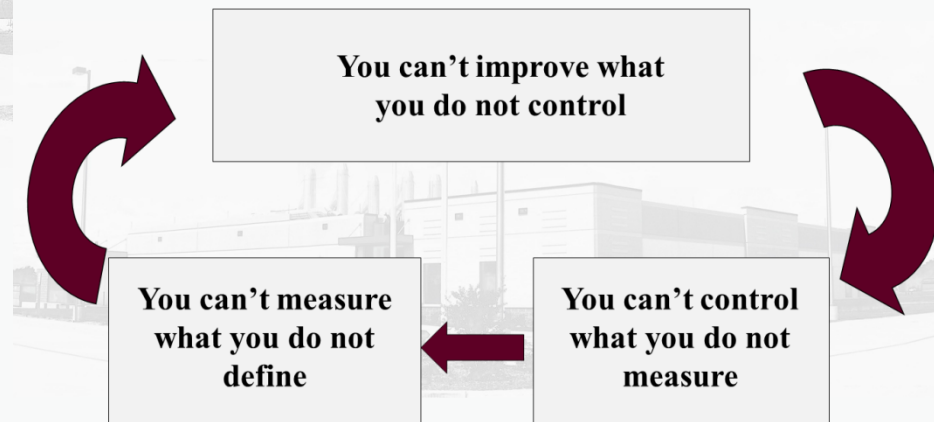 You can’t improve what
you do not control
You can’t control
what you do not
measure
You can’t measure
what you do not
define